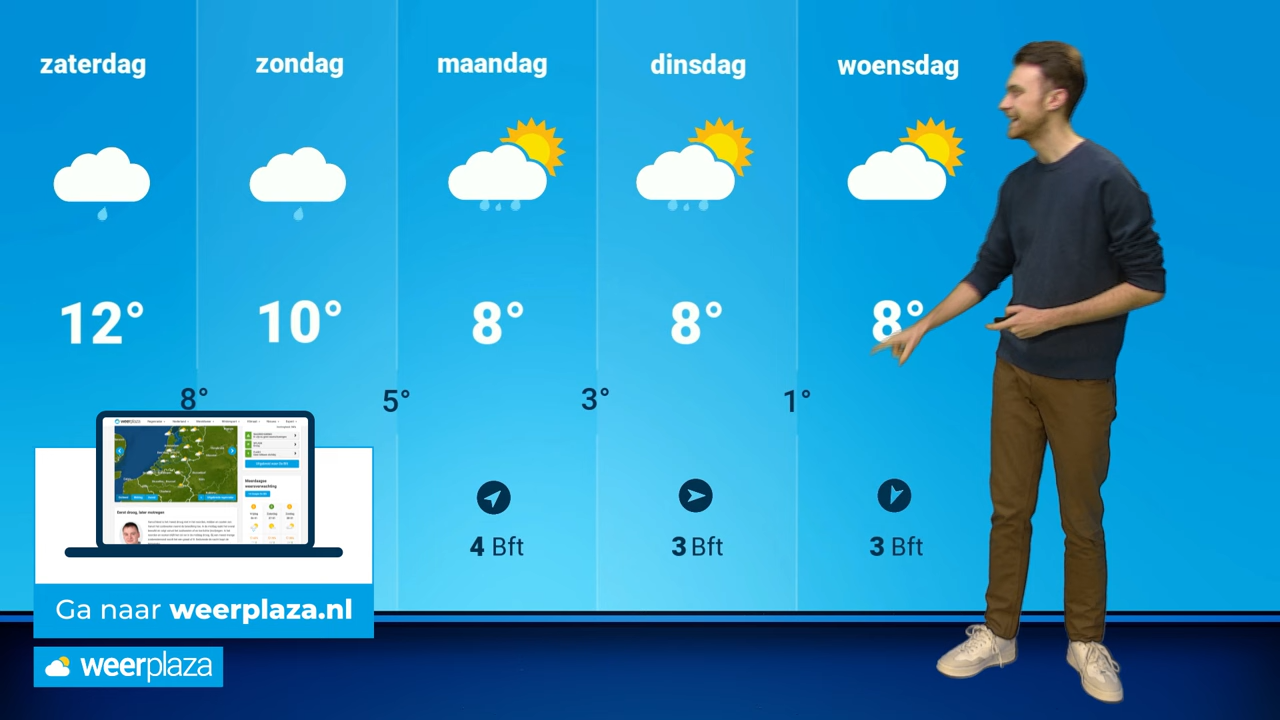 zaterdag zondag maandag dinsdag woensdag
12° 10° 8° 8° 8°
8° 5° 3° 1°
4 Bft 3 Bft 3 Bft
weerplaza
Ga naar weerplaza.nl
weerplaza